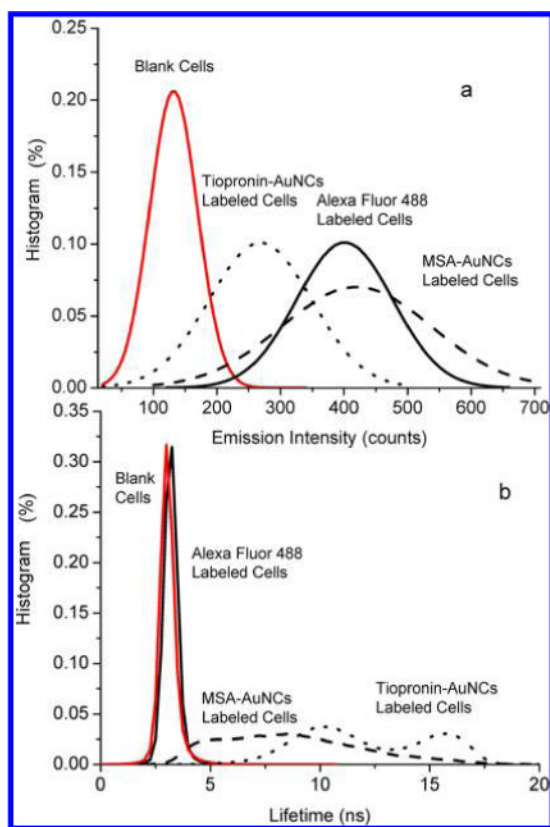 0.25
a
Blank Cells
0.20
Tiopronin-AuNCs
Labeled Cells
Alexa Fluor 488
Labeled Cells
0.15
MSA-AuNCs
Labeled Cells
0.10
0.05
0.00
Histogram (%)
100 200 300 400 500 600 700
Emission Intensity (counts)
0.35
b
0.30
Blank
Cells
0.25
Alexa Fluor 488
Labeled Cells
0.20
0.15
0.10
MSA-AuNCs
Labeled Cells
Tiopronin-AuNCs
Labeled Cells
0.05
0.00
Histogram (%)
0 5 10 15 20
Lifetime (ns)